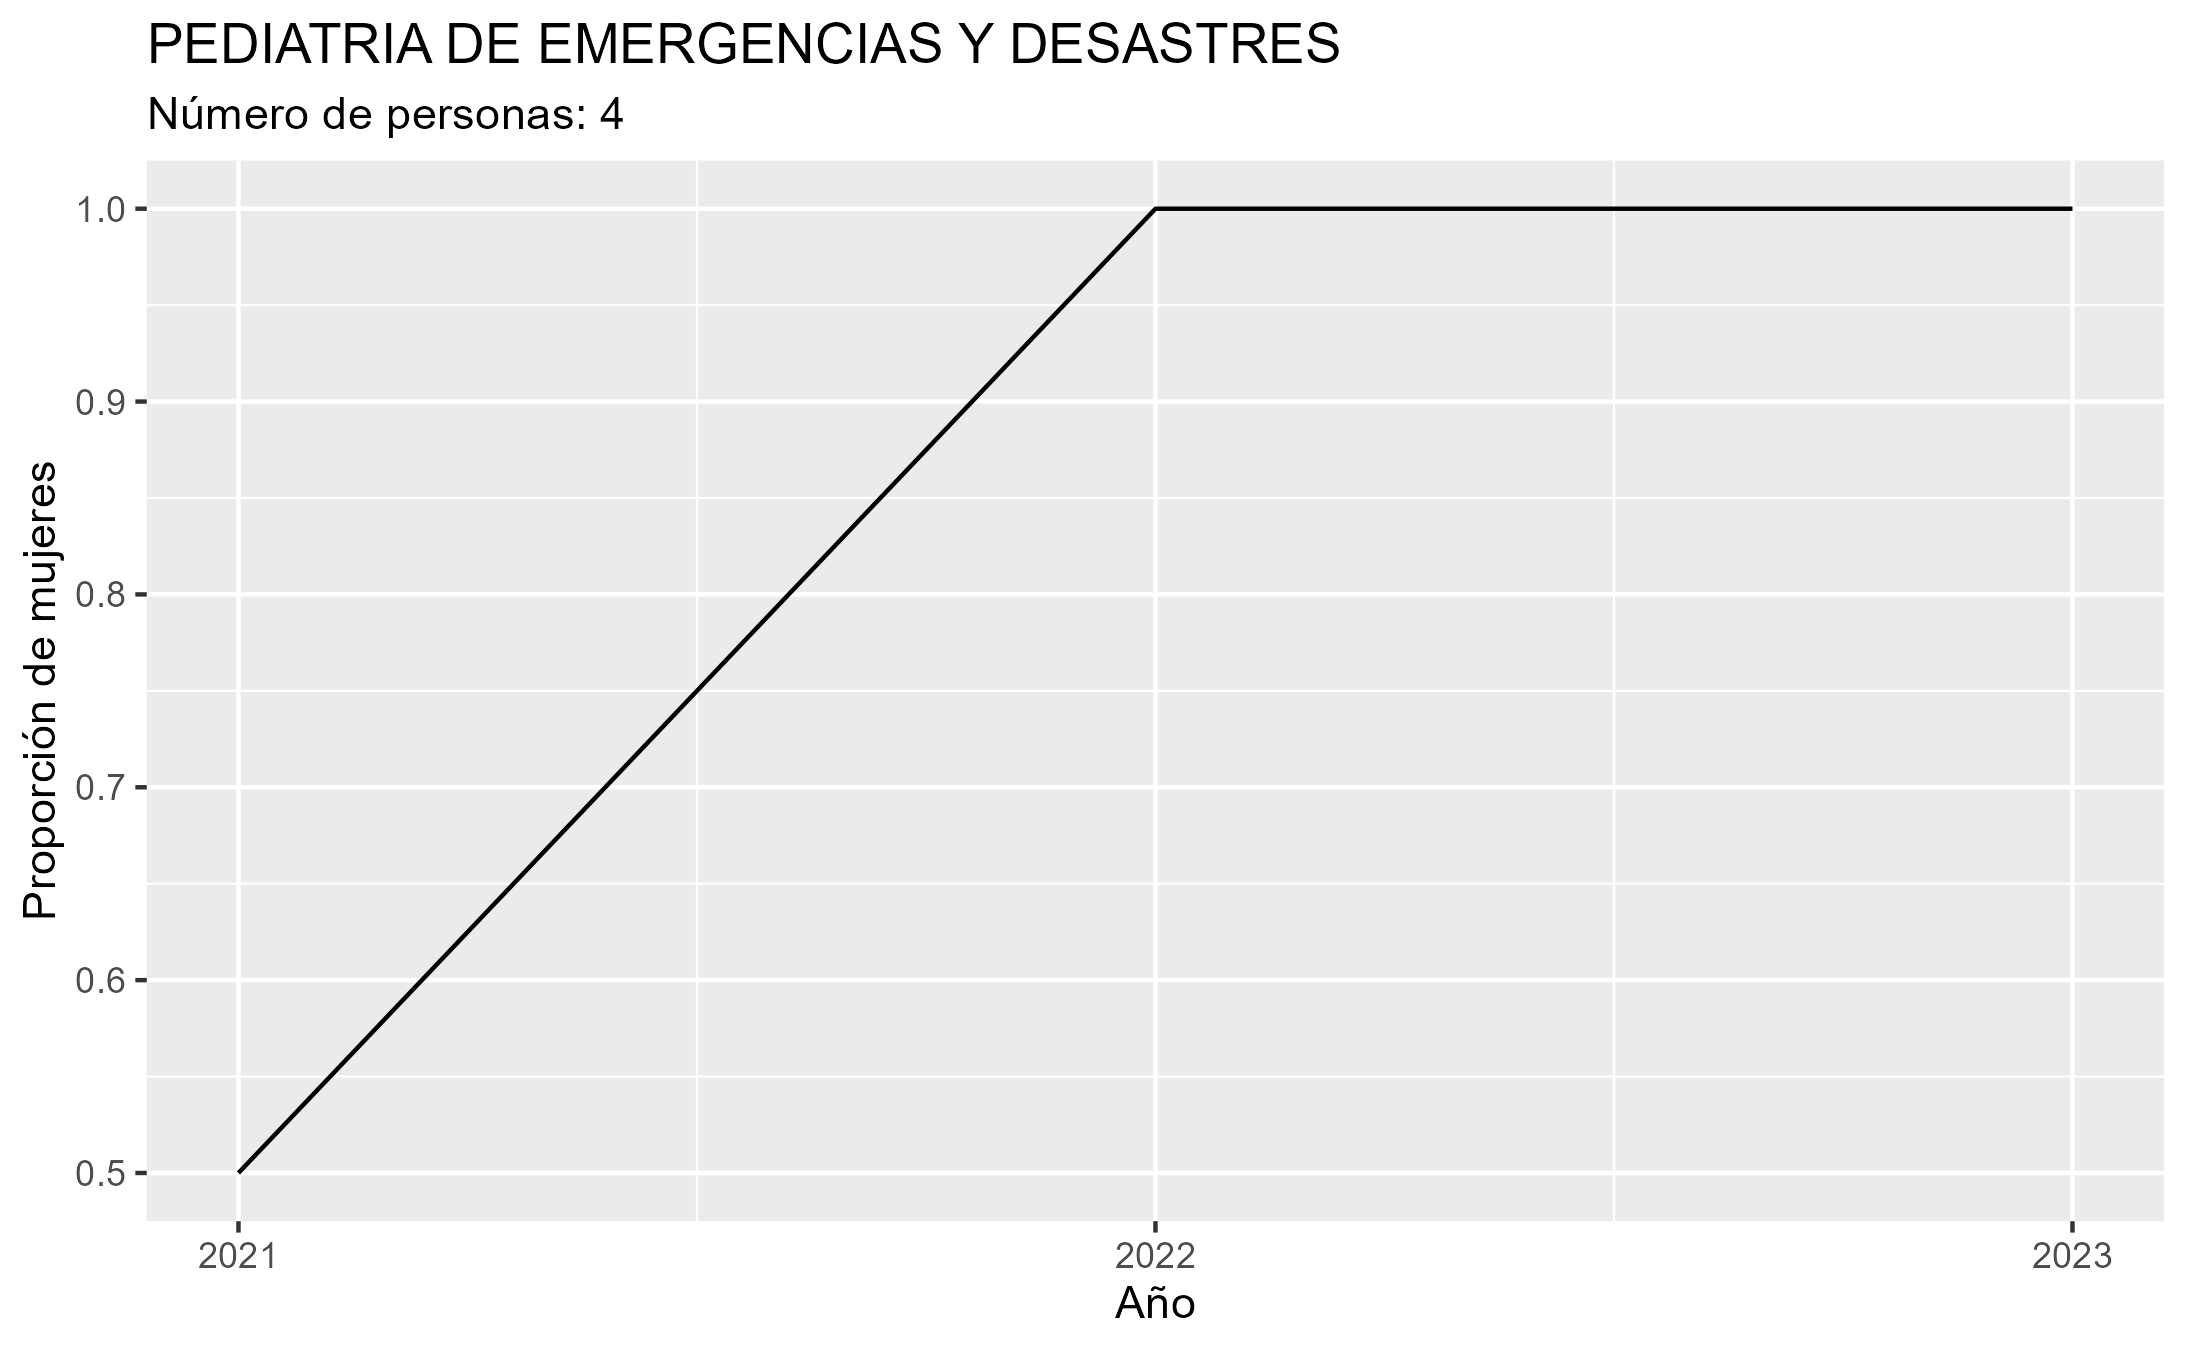 PEDIATRIA DE EMERGENCIAS Y DESASTRES
Número de personas: 4
Proporción de mujeres
1.0
0.9
0.8
0.7
0.6
0.5
2021
2022
2023
Año